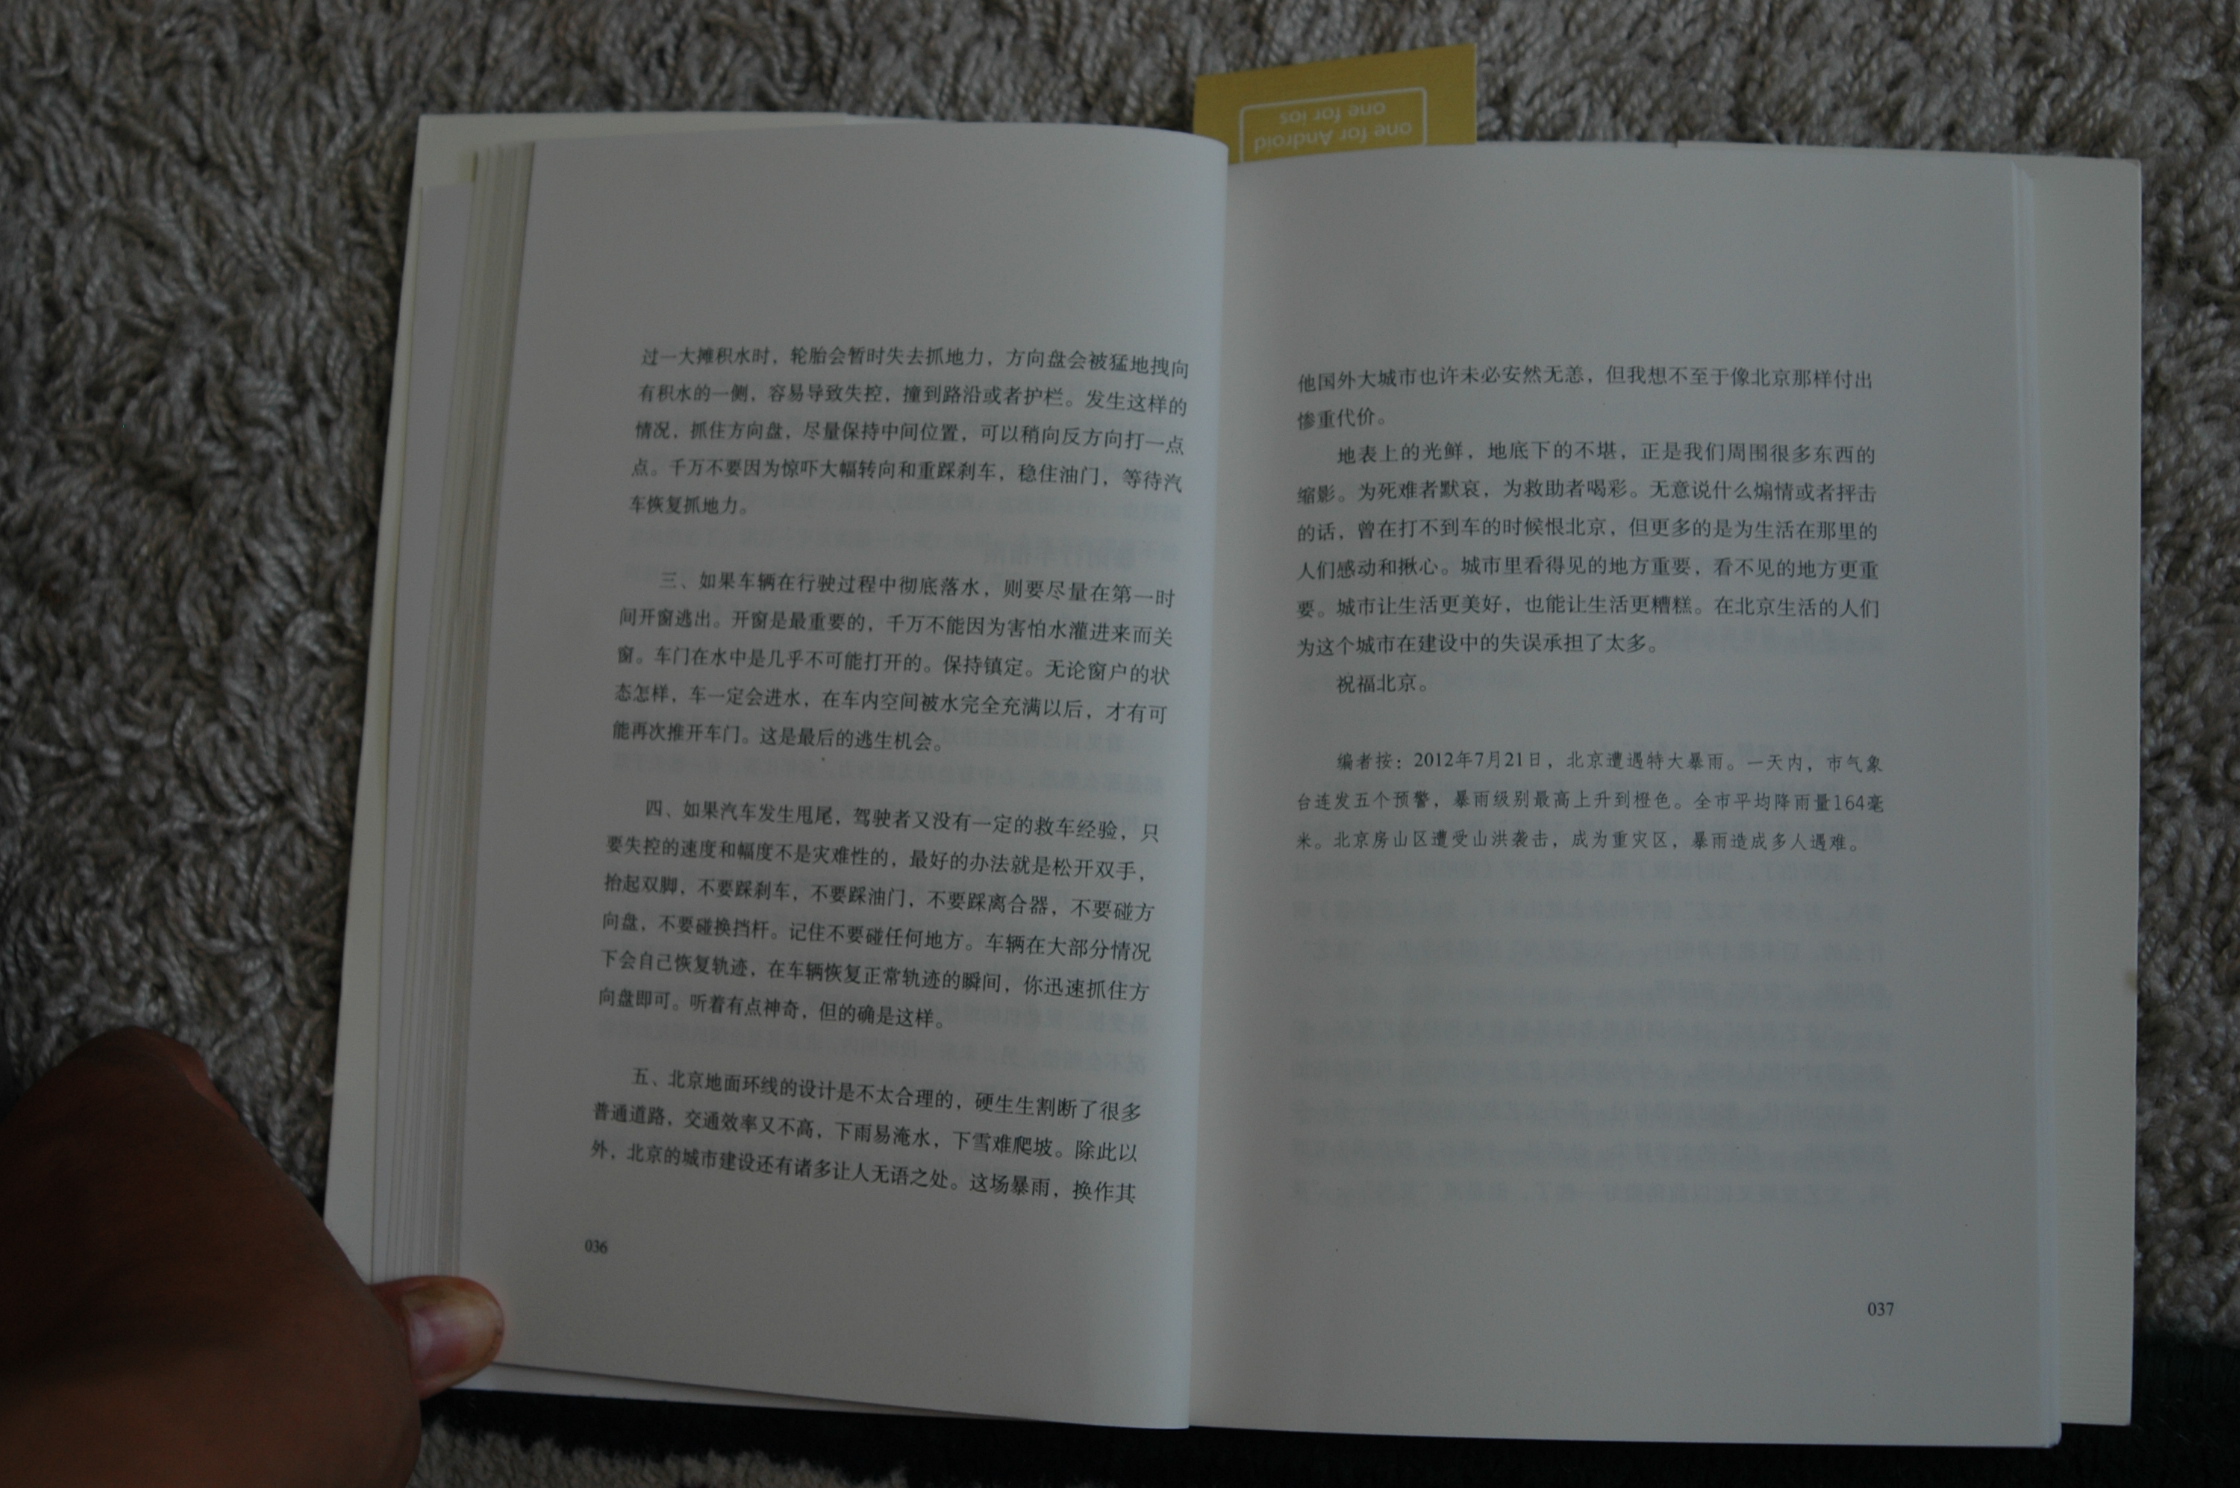 one for Android
one for ios
过一大摊积水时，轮胎会暂时失去抓地力，方向盘会被猛地拽向
有积水的一侧，容易导致失控，撞到路沿或者护栏。发生这样的
情况，抓住方向盘，尽量保持中间位置，可以稍向反方向打一点
点。千万不要因为惊吓大幅转向和重踩刹车，稳住油门，等待汽
车恢复抓地力。
三、如果车辆在行驶过程中彻底落水，则要尽量在第一时
间开窗逃出。开窗是最重要的，千万不能因为害怕水灌进来而关
窗。车门在水中是几乎不可能打开的。保持镇定。无论窗户的状
态怎样，车一定会进水，在车内空间被水完全充满以后，才有可
能再次推开车门。这是最后的逃生机会。
四、如果汽车发生甩尾，驾驶者又没有一定的救车经验，只
要失控的速度和幅度不是灾难性的，最好的办法就是松开双手，
抬起双脚，不要踩刹车，不要踩油门，不要踩离合器，不要碰方
向盘，不要碰换挡杆。记住不要碰任何地方。车辆在大部分情况
下会自己恢复轨迹，在车辆恢复正常轨迹的瞬间，你迅速抓住方
向盘即可。听着有点神奇，但的确是这样。
五、北京地面环线的设计是不太合理的，硬生生割断了很多
普通道路，交通效率又不高，下雨易淹水，下雪难爬坡。除此以
外，北京的城市建设还有诸多让人无语之处。这场暴雨，换作其
036
他国外大城市也许未必安然无恙，但我想不至于像北京那样付出
惨重代价。
地表上的光鲜，地底下的不堪，正是我们周围很多东西的
缩影。为死难者默哀，为救助者喝彩。无意说什么煽情或者抨击
的话，曾在打不到车的时候恨北京，但更多的是为生活在那里的
人们感动和揪心。城市里看得见的地方重要，看不见的地方更重
要。城市让生活更美好，也能让生活更糟糕。在北京生活的人们
为这个城市在建设中的失误承担了太多。
祝福北京。
编者按：2012年7月21日，北京遭遇特大暴雨。一天内，市气象
台连发五个预警，暴雨级别最高上升到橙色。全市平均降雨量164毫
米。北京房山区遭受山洪袭击，成为重灾区，暴雨造成多人遇难。
037